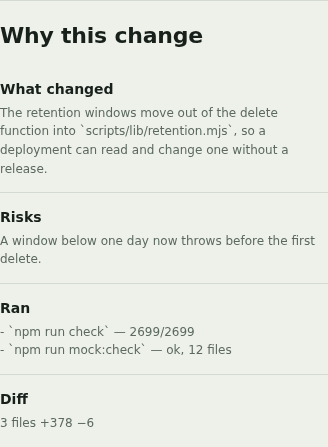 Why this change
What changed
The retention windows move out of the delete
function into `scripts/lib/retention.mjs`, so a
deployment can read and change one without a
release.
Risks
A window below one day now throws before the first
delete.
Ran
- `npm run check` — 2699/2699
- `npm run mock:check` — ok, 12 files
Diff
3 files +378 −6